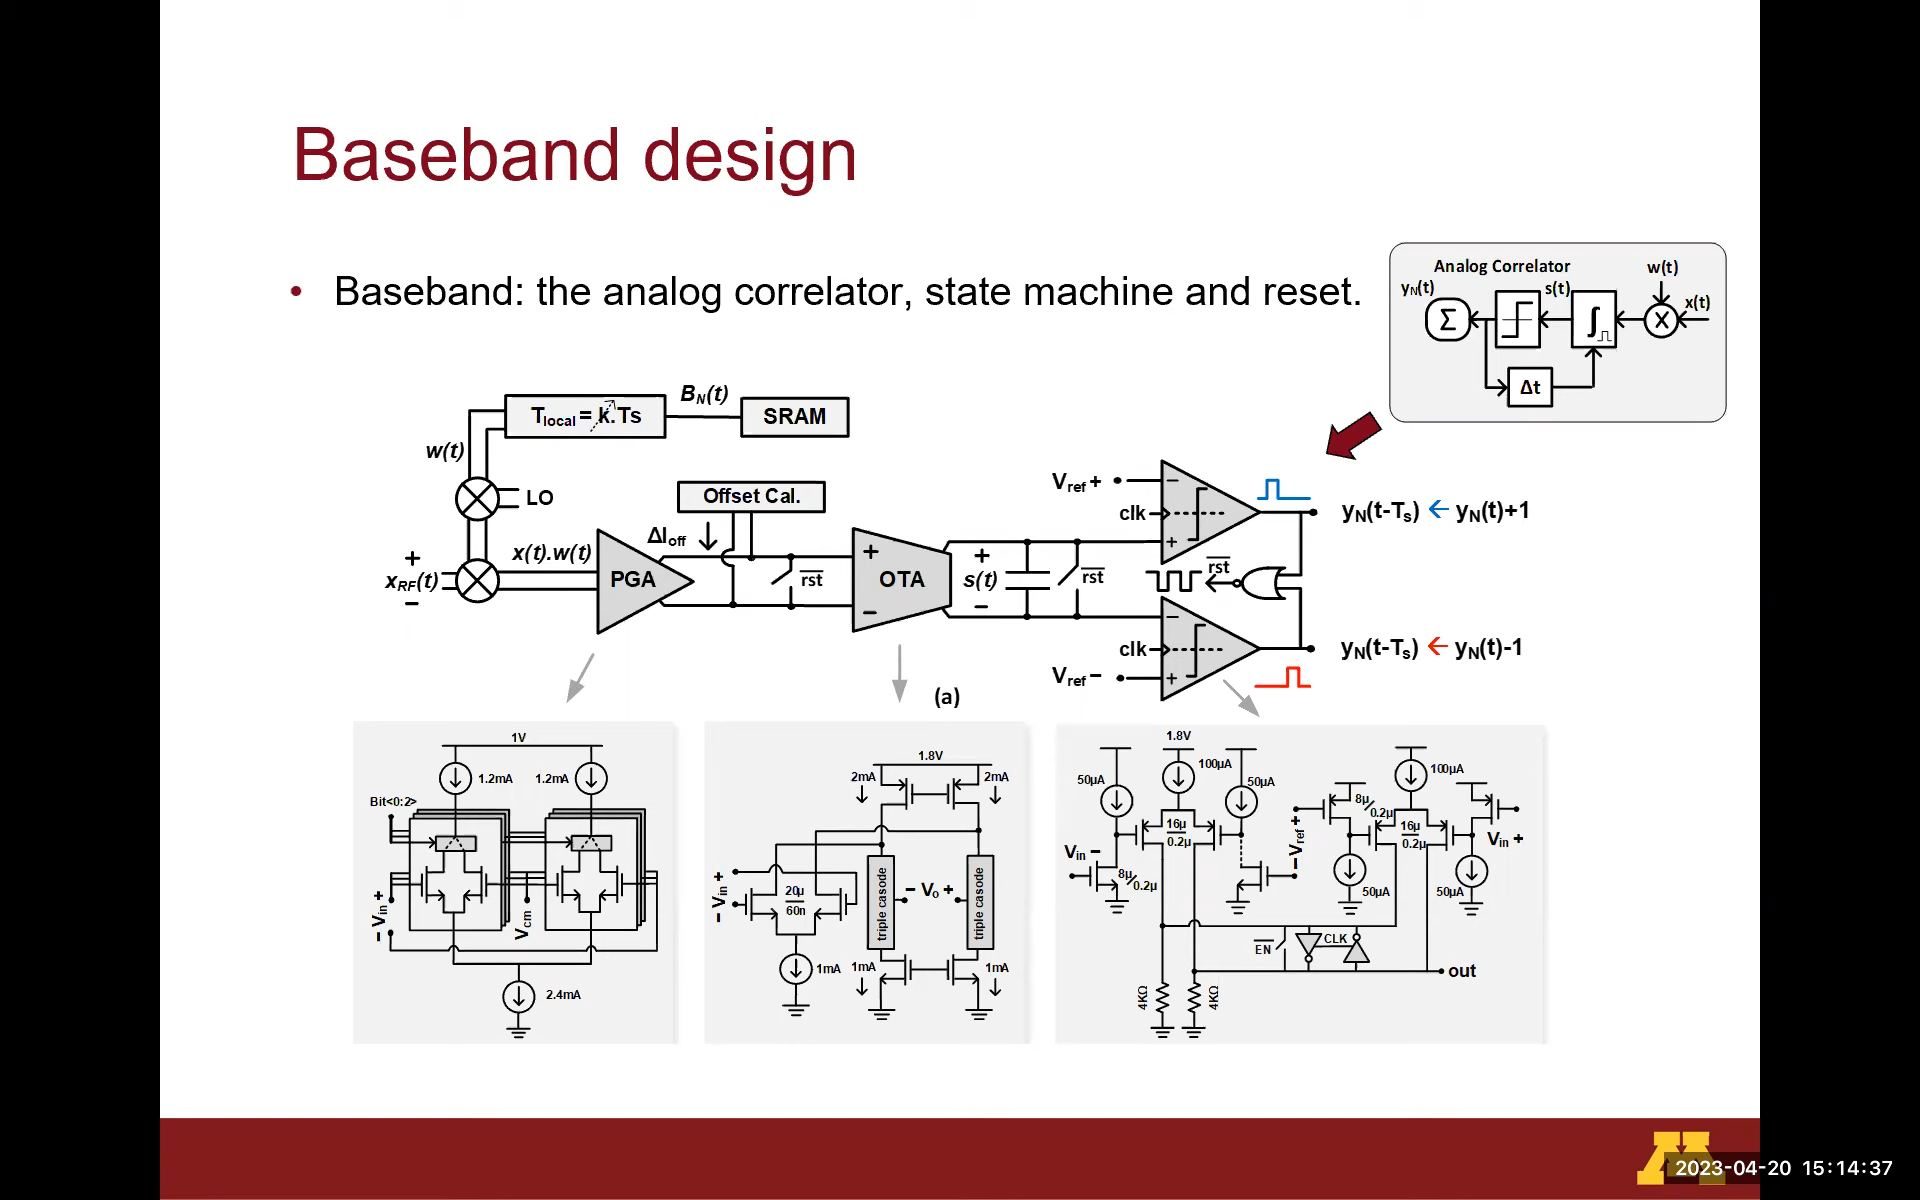 Baseband design
• Baseband: the analog correlator, state machine and reset.
Analog Correlator
w(t)
yN(t)
s(t)
x(t)
Σ
∫
X
Δt
Tlocal = k.Ts
BN(t)
SRAM
w(t)
LO
Offset Cal.
Vref +
clk
yN(t-Ts) ← yN(t)+1
ΔIoff
+
xRF(t)
−
x(t).w(t)
PGA
rst
+
OTA
−
+
s(t)
−
rst
rst
clk
yN(t-Ts) ← yN(t)-1
Vref −
(a)
1V
1.2mA
1.2mA
Bit<0:2>
− Vin +
Vcm
2.4mA
1.8V
2mA
2mA
− Vin +
20µ
60n
triple casode
− Vo +
triple casode
1mA
1mA
1mA
1.8V
50µA
100µA
50µA
16µ
0.2µ
Vin −
8µ
0.2µ
− Vref +
100µA
8µ
0.2µ
16µ
0.2µ
Vin +
50µA
50µA
EN
CLK
out
4KΩ
4KΩ
2023-04-20 15:14:37